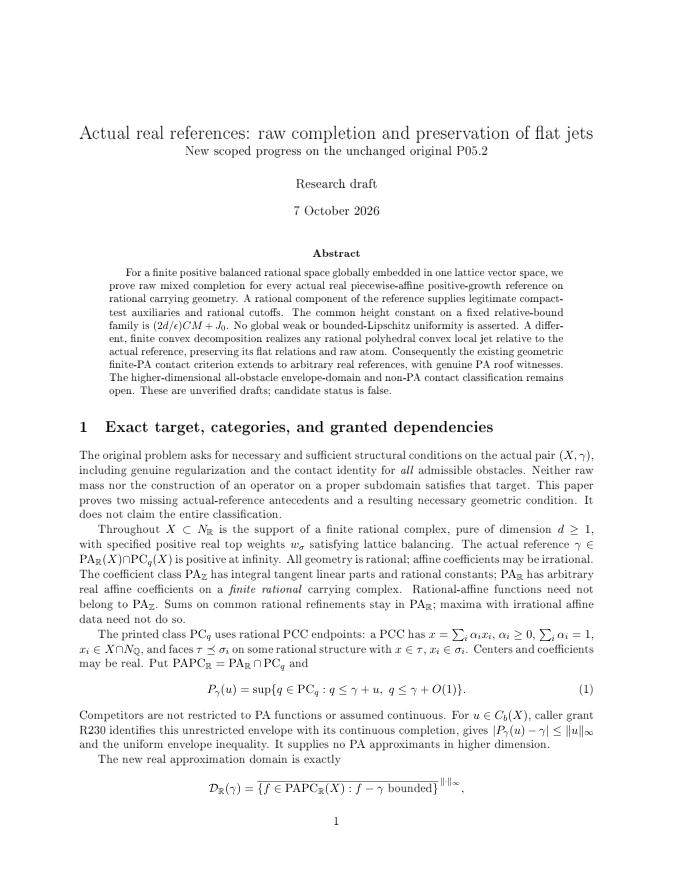 Actual real references: raw completion and preservation of flat jets
New scoped progress on the unchanged original P05.2
Research draft
7 October 2026
Abstract
For a finite positive balanced rational space globally embedded in one lattice vector space, we
prove raw mixed completion for every actual real piecewise-affine positive-growth reference on
rational carrying geometry. A rational component of the reference supplies legitimate compact-
test auxiliaries and rational cutoffs. The common height constant on a fixed relative-bound
family is (2d/ϵ)CM + J₀. No global weak or bounded-Lipschitz uniformity is asserted. A differ-
ent, finite convex decomposition realizes any rational polyhedral convex local jet relative to the
actual reference, preserving its flat relations and raw atom. Consequently the existing geometric
finite-PA contact criterion extends to arbitrary real references, with genuine PA roof witnesses.
The higher-dimensional all-obstacle envelope-domain and non-PA contact classification remains
open. These are unverified drafts; candidate status is false.
1 Exact target, categories, and granted dependencies
The original problem asks for necessary and sufficient structural conditions on the actual pair (X, γ),
including genuine regularization and the contact identity for all admissible obstacles. Neither raw
mass nor the construction of an operator on a proper subdomain satisfies that target. This paper
proves two missing actual-reference antecedents and a resulting necessary geometric condition. It
does not claim the entire classification.
Throughout X ⊂ N_ℝ is the support of a finite rational complex, pure of dimension d ≥ 1,
with specified positive real top weights w_σ satisfying lattice balancing. The actual reference γ ∈
PA_ℝ(X)∩PC_q(X) is positive at infinity. All geometry is rational; affine coefficients may be irrational.
The coefficient class PA_ℤ has integral tangent linear parts and rational constants; PA_ℝ has arbitrary
real affine coefficients on a finite rational carrying complex. Rational-affine functions need not
belong to PA_ℤ. Sums on common rational refinements stay in PA_ℝ; maxima with irrational affine
data need not do so.
The printed class PC_q uses rational PCC endpoints: a PCC has x = ∑_i α_i x_i, α_i ≥ 0, ∑_i α_i = 1,
x_i ∈ X∩N_ℚ, and faces τ ⪯ σ_i on some rational structure with x ∈ τ, x_i ∈ σ_i. Centers and coefficients
may be real. Put PAPC_ℝ = PA_ℝ ∩ PC_q and
P_γ(u) = sup{q ∈ PC_q : q ≤ γ + u, q ≤ γ + O(1)}. (1)
Competitors are not restricted to PA functions or assumed continuous. For u ∈ C_b(X), caller grant
R230 identifies this unrestricted envelope with its continuous completion, gives |P_γ(u) − γ| ≤ ‖u‖_∞
and the uniform envelope inequality. It supplies no PA approximants in higher dimension.
The new real approximation domain is exactly
𝒟_ℝ(γ) = \overline{{f ∈ PAPC_ℝ(X) : f − γ bounded}}^{‖·‖_∞},
1